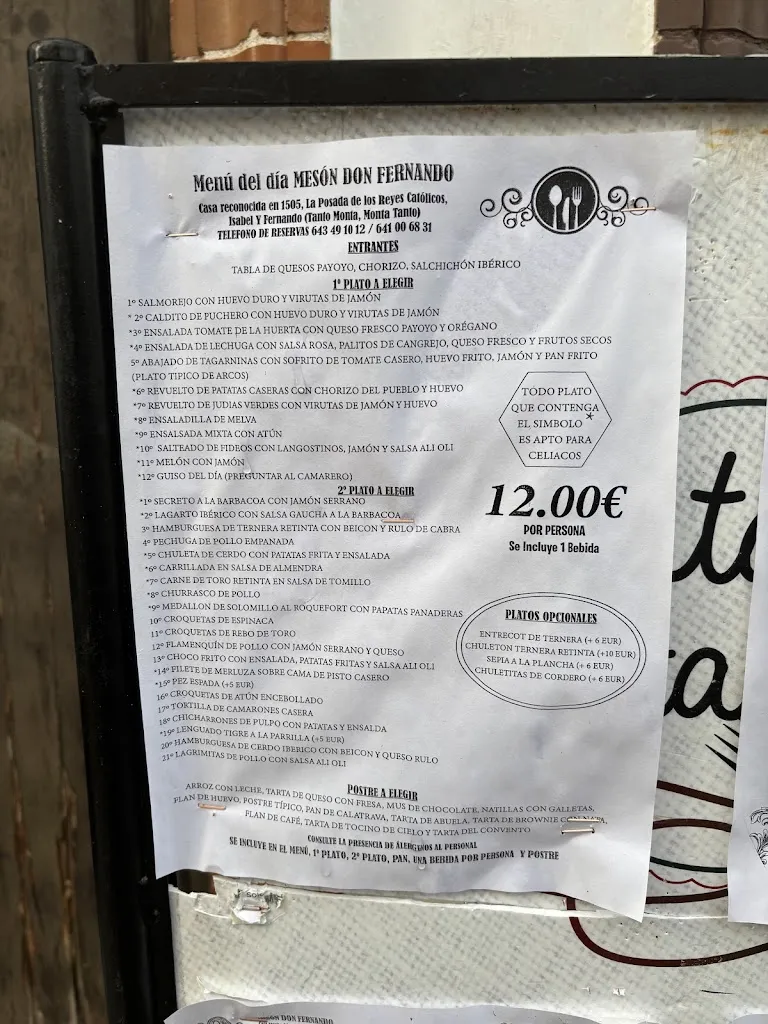 Menú del día MESÓN DON FERNANDO
Casa reconocida en 1505, La Posada de los Reyes Católicos,
Isabel Y Fernando (Tanto Monta, Monta Tanto)
TELEFONO DE RESERVAS 643 49 10 12 / 641 00 68 31
ENTRANTES
TABLA DE QUESOS PAYOYO, CHORIZO, SALCHICHÓN IBÉRICO
1º PLATO A ELEGIR
1º SALMOREJO CON HUEVO DURO Y VIRUTAS DE JAMÓN
* 2º CALDITO DE PUCHERO CON HUEVO DURO Y VIRUTAS DE JAMÓN
*3º ENSALADA TOMATE DE LA HUERTA CON QUESO FRESCO PAYOYO Y ORÉGANO
*4º ENSALADA DE LECHUGA CON SALSA ROSA, PALITOS DE CANGREJO, QUESO FRESCO Y FRUTOS SECOS
5º ABAJADO DE TAGARNINAS CON SOFRITO DE TOMATE CASERO, HUEVO FRITO, JAMÓN Y PAN FRITO
(PLATO TIPICO DE ARCOS)
*6º REVUELTO DE PATATAS CASERAS CON CHORIZO DEL PUEBLO Y HUEVO
*7º REVUELTO DE JUDIAS VERDES CON VIRUTAS DE JAMÓN Y HUEVO
*8º ENSALADILLA DE MELVA
*9º ENSALSADA MIXTA CON ATÚN
*10º SALTEADO DE FIDEOS CON LANGOSTINOS, JAMÓN Y SALSA ALI OLI
*11º MELÓN CON JAMÓN
*12º GUISO DEL DÍA (PREGUNTAR AL CAMARERO)
TODO PLATO
QUE CONTENGA
EL SIMBOLO *
ES APTO PARA
CELIACOS
2º PLATO A ELEGIR
*1º SECRETO A LA BARBACOA CON JAMÓN SERRANO
*2º LAGARTO IBÉRICO CON SALSA GAUCHA A LA BARBACOA
3º HAMBURGUESA DE TERNERA RETINTA CON BEICON Y RULO DE CABRA
4º PECHUGA DE POLLO EMPANADA
*5º CHULETA DE CERDO CON PATATAS FRITA Y ENSALADA
*6º CARRILLADA EN SALSA DE ALMENDRA
*7º CARNE DE TORO RETINTA EN SALSA DE TOMILLO
*8º CHURRASCO DE POLLO
*9º MEDALLON DE SOLOMILLO AL ROQUEFORT CON PAPATAS PANADERAS
10º CROQUETAS DE ESPINACA
11º CROQUETAS DE REBO DE TORO
12º FLAMENQUÍN DE POLLO CON JAMÓN SERRANO Y QUESO
13º CHOCO FRITO CON ENSALADA, PATATAS FRITAS Y SALSA ALI OLI
*14º FILETE DE MERLUZA SOBRE CAMA DE PISTO CASERO
*15º PEZ ESPADA (+5 EUR)
16º CROQUETAS DE ATÚN ENCEBOLLADO
17º TORTILLA DE CAMARONES CASERA
18º CHICHARRONES DE PULPO CON PATATAS Y ENSALDA
*19º LENGUADO TIGRE A LA PARRILLA (+5 EUR)
20º HAMBURGUESA DE CERDO IBERICO CON BEICON Y QUESO RULO
21º LAGRIMITAS DE POLLO CON SALSA ALI OLI
12.00€
POR PERSONA
Se Incluye 1 Bebida
PLATOS OPCIONALES
ENTRECOT DE TERNERA (+ 6 EUR)
CHULETON TERNERA RETINTA (+10 EUR)
SEPIA A LA PLANCHA (+ 6 EUR)
CHULETITAS DE CORDERO (+ 6 EUR)
POSTRE A ELEGIR
ARROZ CON LECHE, TARTA DE QUESO CON FRESA, MUS DE CHOCOLATE, NATILLAS CON GALLETAS,
FLAN DE HUEVO, POSTRE TÍPICO, PAN DE CALATRAVA, TARTA DE ABUELA, TARTA DE BROWNIE CON NATA,
FLAN DE CAFÉ, TARTA DE TOCINO DE CIELO Y TARTA DEL CONVENTO
CONSULTE LA PRESENCIA DE ÁLERGENOS AL PERSONAL
SE INCLUYE EN EL MENÚ, 1º PLATO, 2º PLATO, PAN, UNA BEBIDA POR PERSONA Y POSTRE
DON FERNANDO